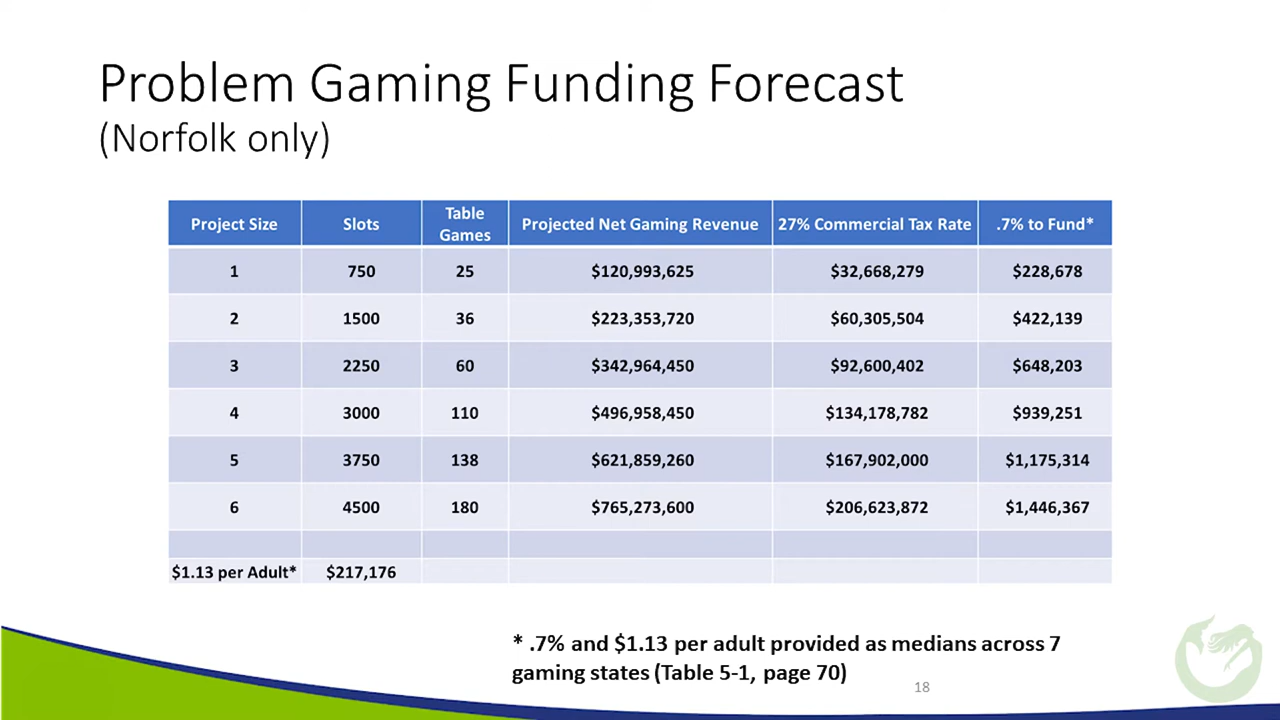 Problem Gaming Funding Forecast
(Norfolk only)
Project Size Slots Table Games Projected Net Gaming Revenue 27% Commercial Tax Rate .7% to Fund*
1 750 25 $120,993,625 $32,668,279 $228,678
2 1500 36 $223,353,720 $60,305,504 $422,139
3 2250 60 $342,964,450 $92,600,402 $648,203
4 3000 110 $496,958,450 $134,178,782 $939,251
5 3750 138 $621,859,260 $167,902,000 $1,175,314
6 4500 180 $765,273,600 $206,623,872 $1,446,367
$1.13 per Adult* $217,176
* .7% and $1.13 per adult provided as medians across 7
gaming states (Table 5-1, page 70)
18